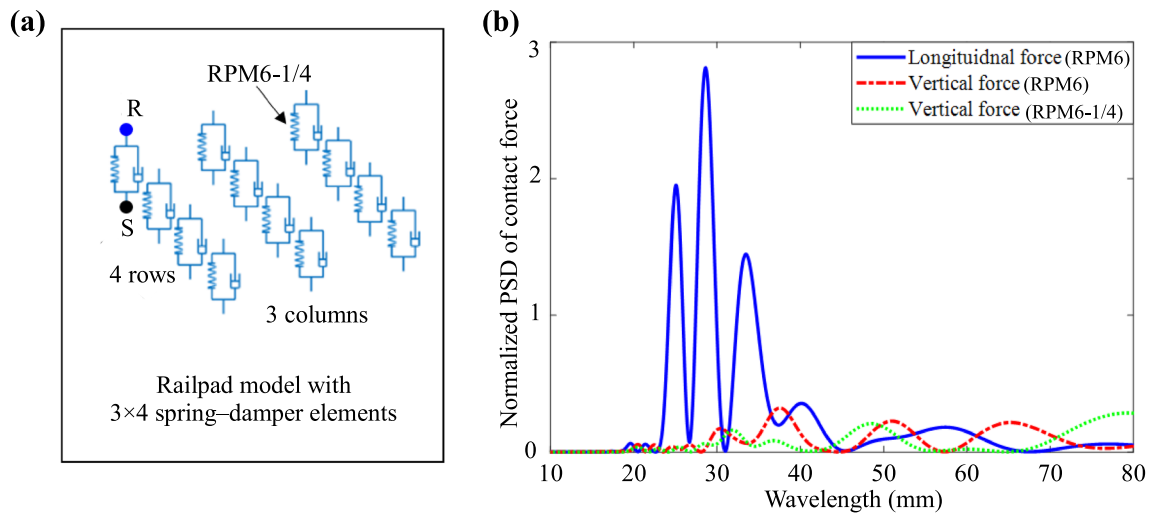 (a)
RPM6-1/4
R
S
4 rows
3 columns
Railpad model with
3×4 spring–damper elements
(b)
Normalized PSD of contact force
3
2
1
0
Longituidnal force (RPM6)
Vertical force (RPM6)
Vertical force (RPM6-1/4)
10 20 30 40 50 60 70 80
Wavelength (mm)